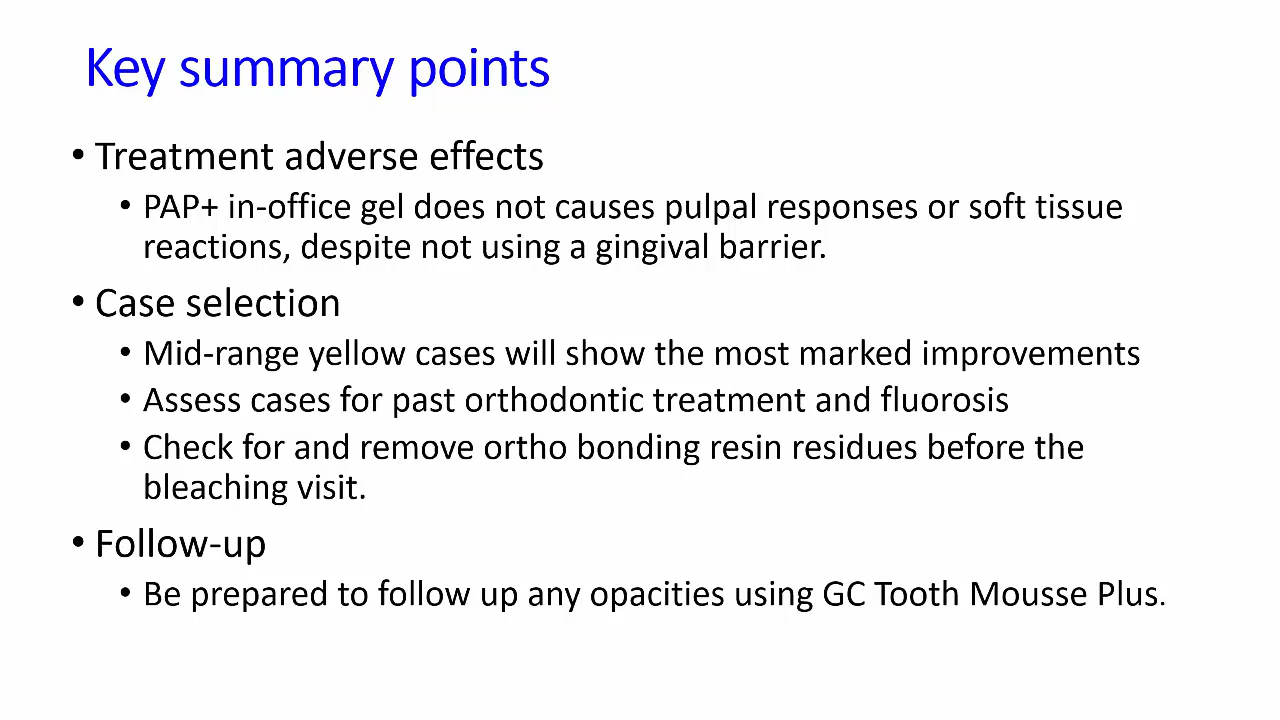 Key summary points
• Treatment adverse effects
• PAP+ in-office gel does not causes pulpal responses or soft tissue
reactions, despite not using a gingival barrier.
• Case selection
• Mid-range yellow cases will show the most marked improvements
• Assess cases for past orthodontic treatment and fluorosis
• Check for and remove ortho bonding resin residues before the
bleaching visit.
• Follow-up
• Be prepared to follow up any opacities using GC Tooth Mousse Plus.